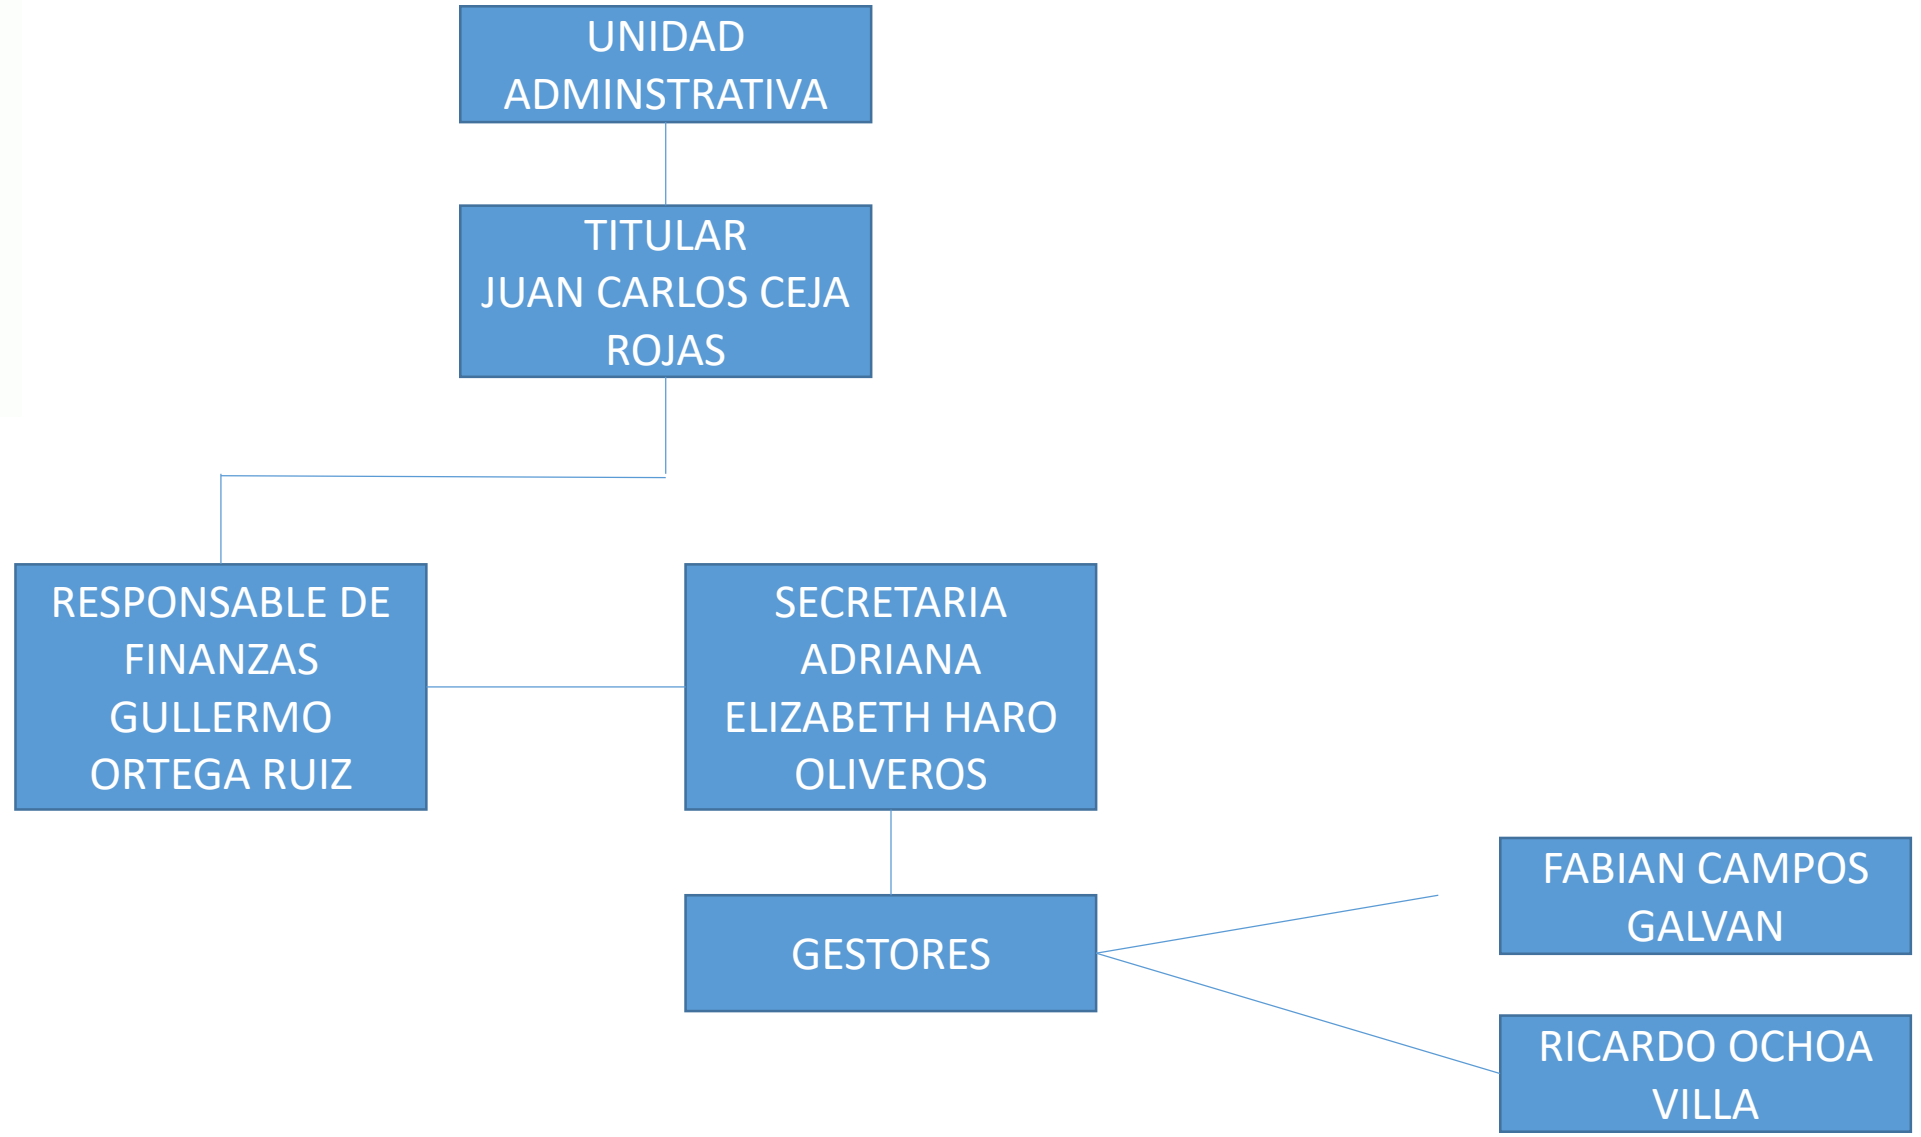 UNIDAD
ADMINSTRATIVA
TITULAR
JUAN CARLOS CEJA
ROJAS
RESPONSABLE DE
FINANZAS
GULLERMO
ORTEGA RUIZ
SECRETARIA
ADRIANA
ELIZABETH HARO
OLIVEROS
GESTORES
FABIAN CAMPOS
GALVAN
RICARDO OCHOA
VILLA